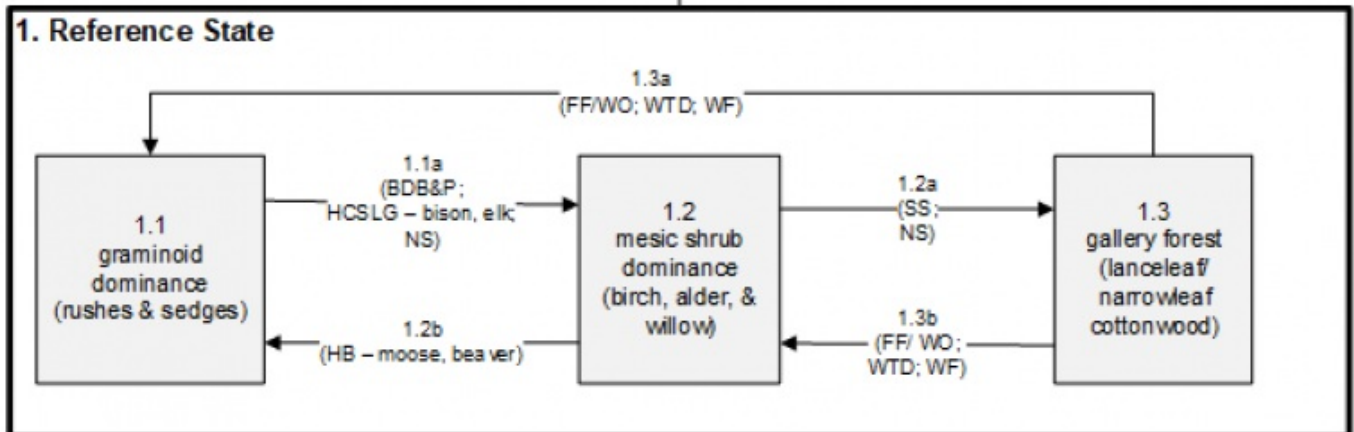 1. Reference State
1.3a
(FF/WO; WTD; WF)
1.1
graminoid
dominance
(rushes & sedges)
1.1a
(BDB&P;
HCSLG – bison, elk;
NS)
1.2b
(HB – moose, beaver)
1.2
mesic shrub
dominance
(birch, alder, &
willow)
1.2a
(SS;
NS)
1.3b
(FF/ WO;
WTD; WF)
1.3
gallery forest
(lanceleaf/
narrowleaf
cottonwood)